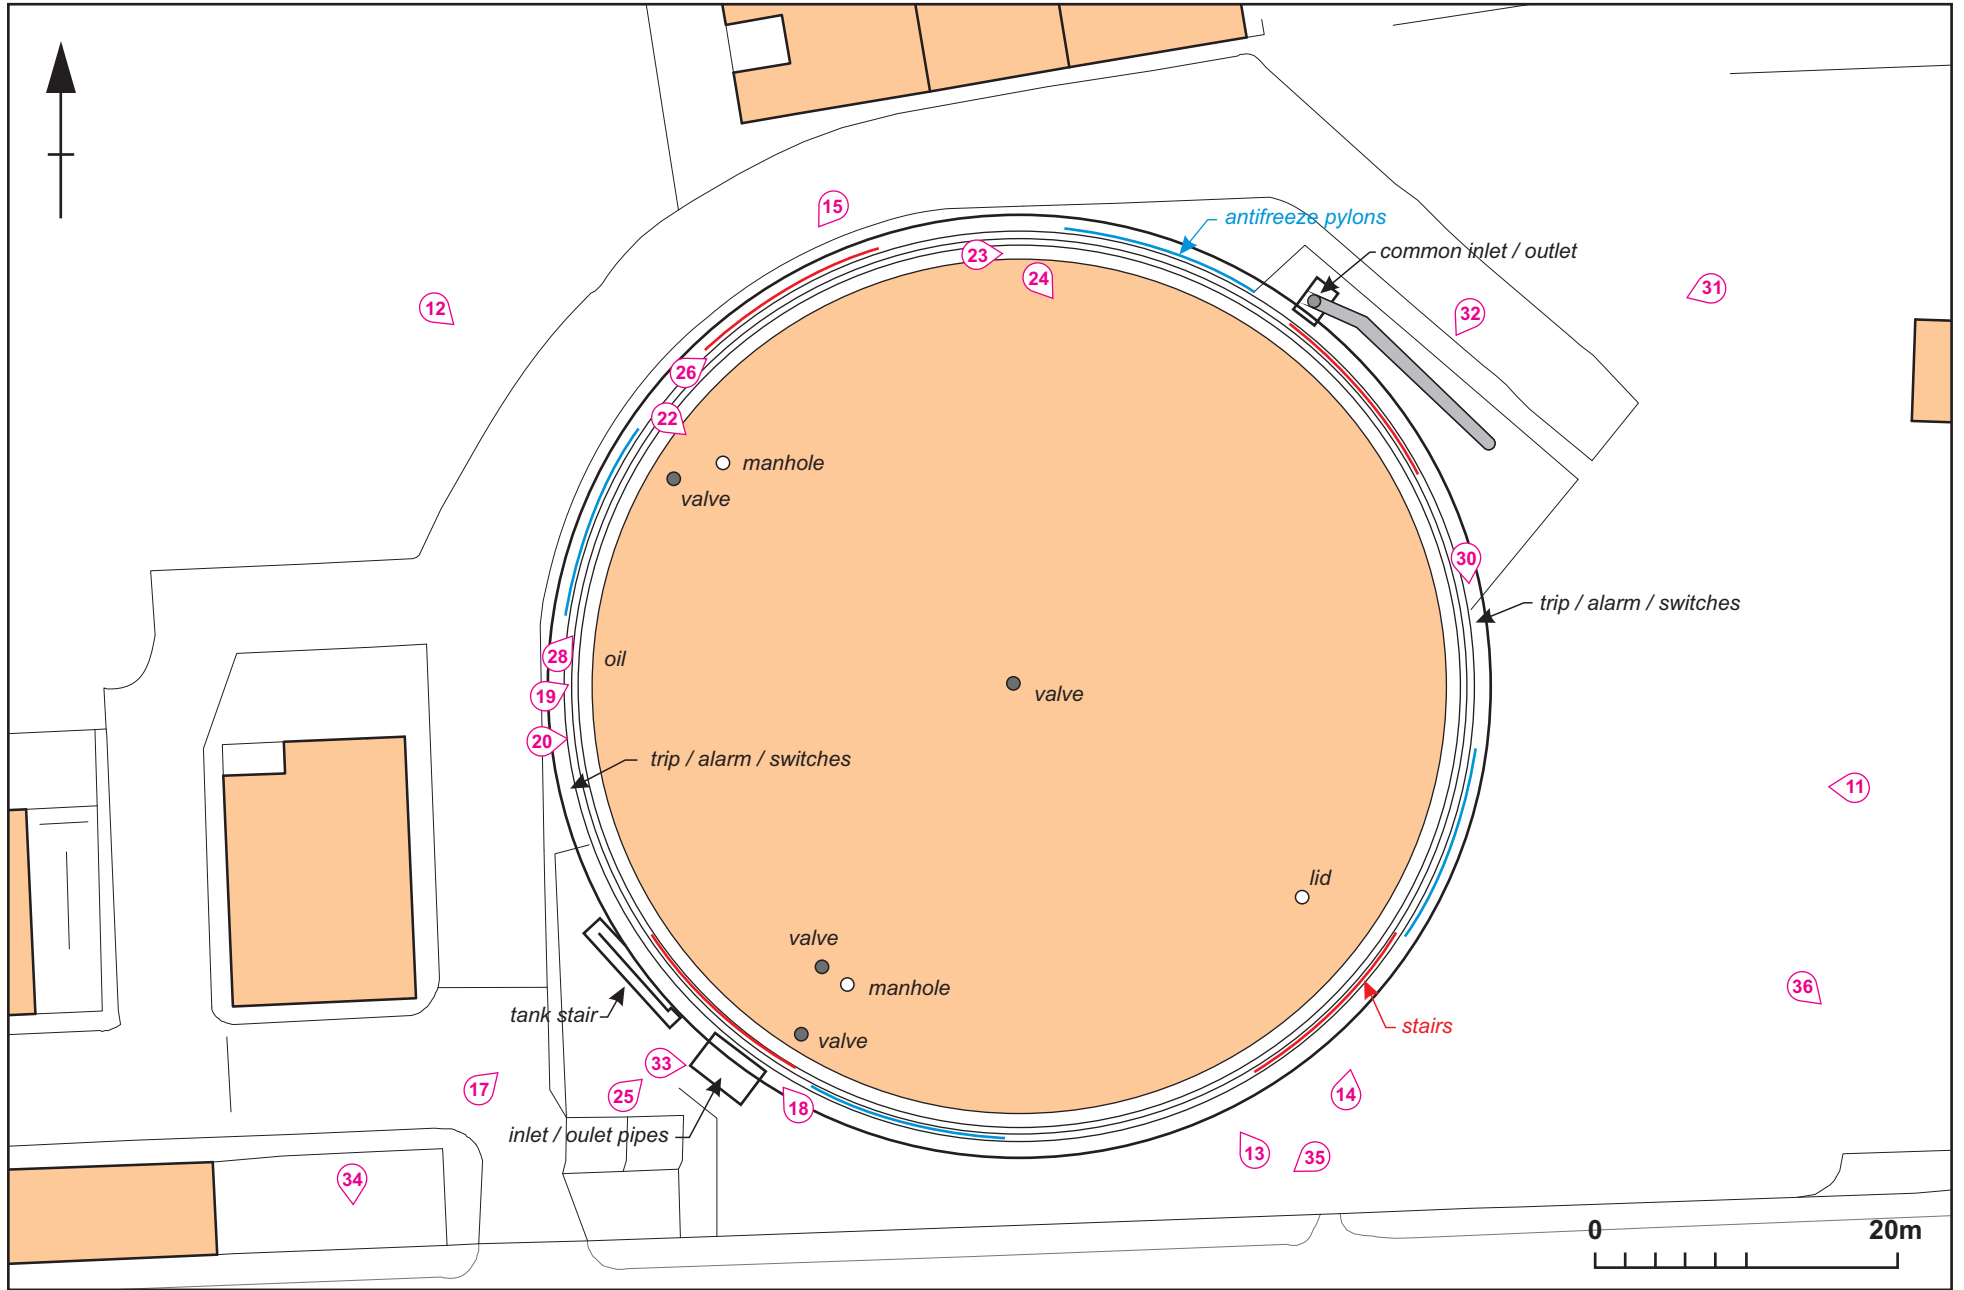 15
antifreeze pylons
23
common inlet / outlet
24
31
12
32
26
22
manhole
valve
30
trip / alarm / switches
28
oil
19
valve
20
trip / alarm / switches
11
lid
valve
36
manhole
tank stair
stairs
valve
33
17
25
14
18
inlet / oulet pipes
13
35
34
0
20m